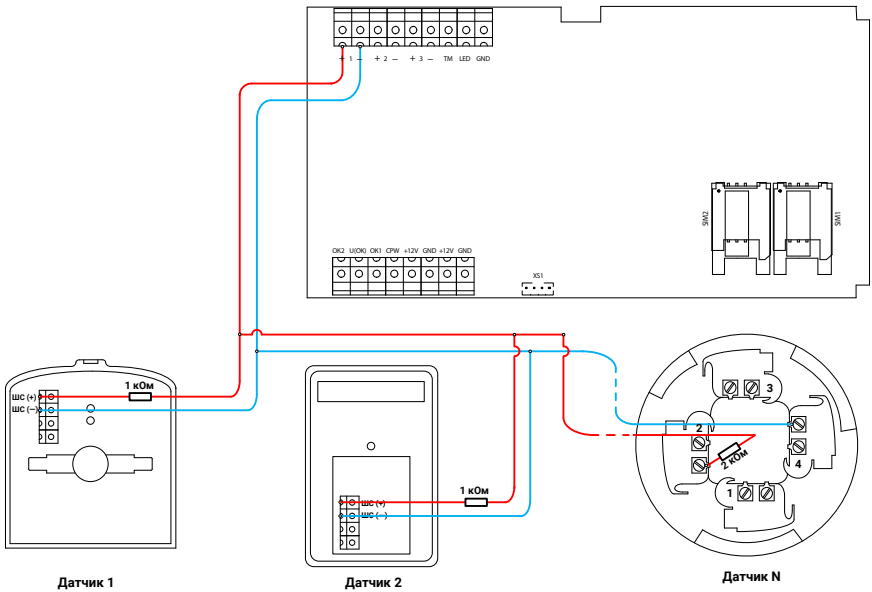 + 1 − + 2 − + 3 − TM LED GND
SIM2
SIM1
OK2 U(OK) OK1 CPW +12V GND +12V GND
XS1
1 кОм
ШС (+)
ШС (−)
1 кОм
ШС (+)
ШС (−)
3
2
2 кОм
4
1
Датчик 1
Датчик 2
Датчик N